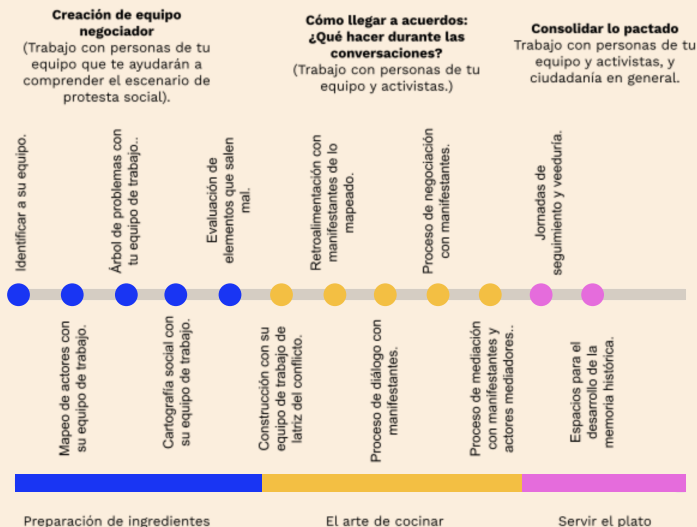 Creación de equipo
negociador
(Trabajo con personas de tu
equipo que te ayudarán a
comprender el escenario de
protesta social).
Cómo llegar a acuerdos:
¿Qué hacer durante las
conversaciones?
(Trabajo con personas de tu
equipo y activistas.)
Consolidar lo pactado
Trabajo con personas de tu
equipo y activistas, y
ciudadanía en general.
Identificar a su equipo.
Árbol de problemas con
tu equipo de trabajo..
Evaluación de
elementos que salen
mal.
Retroalimentación con
manifestantes de lo
mapeado.
Proceso de negociación
con manifestantes.
Jornadas de
seguimiento y veeduría.
Mapeo de actores con
su equipo de trabajo.
Cartografía social con
su equipo de trabajo.
Construcción con su
equipo de trabajo de
latriz del conflicto.
Proceso de diálogo con
manifestantes.
Proceso de mediación
con manifestantes y
actores mediadores..
Espacios para el
desarrollo de la
memoria histórica.
Preparación de ingredientes
El arte de cocinar
Servir el plato